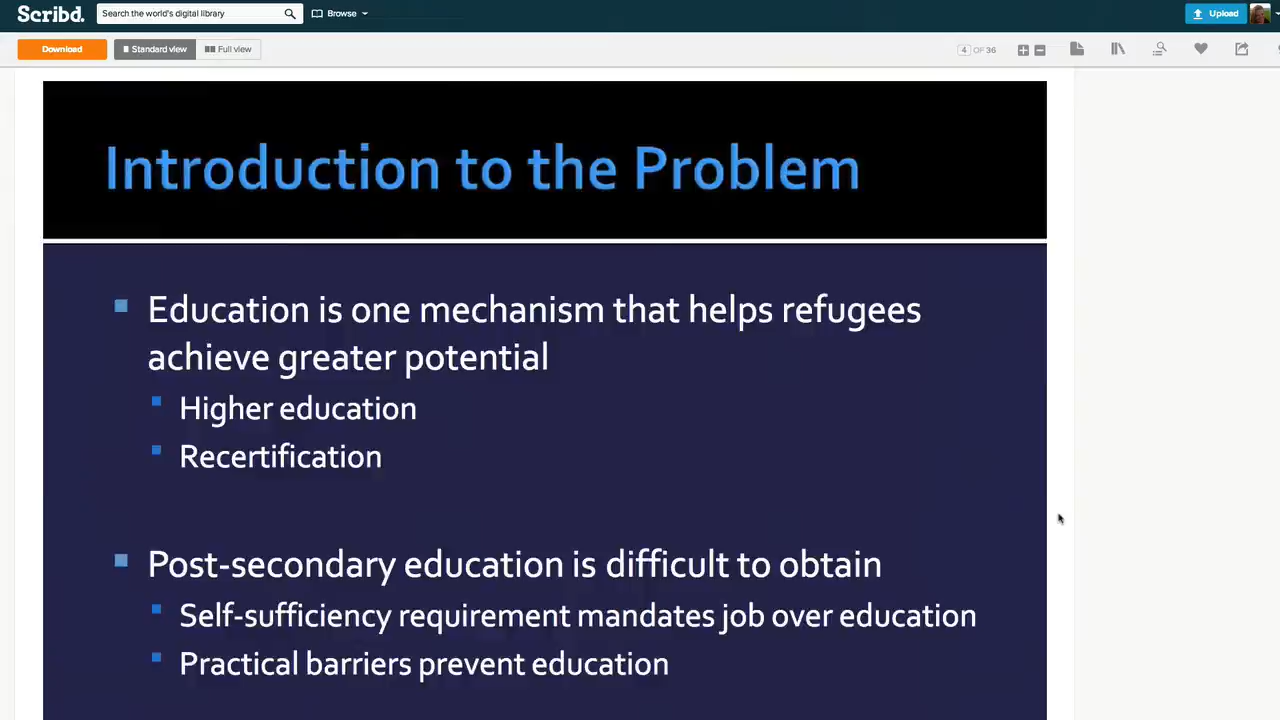 Scribd.
Search the world's digital library
Browse
Upload
Download
Standard view
Full view
4 OF 36
Introduction to the Problem
Education is one mechanism that helps refugees
achieve greater potential
Higher education
Recertification
Post-secondary education is difficult to obtain
Self-sufficiency requirement mandates job over education
Practical barriers prevent education